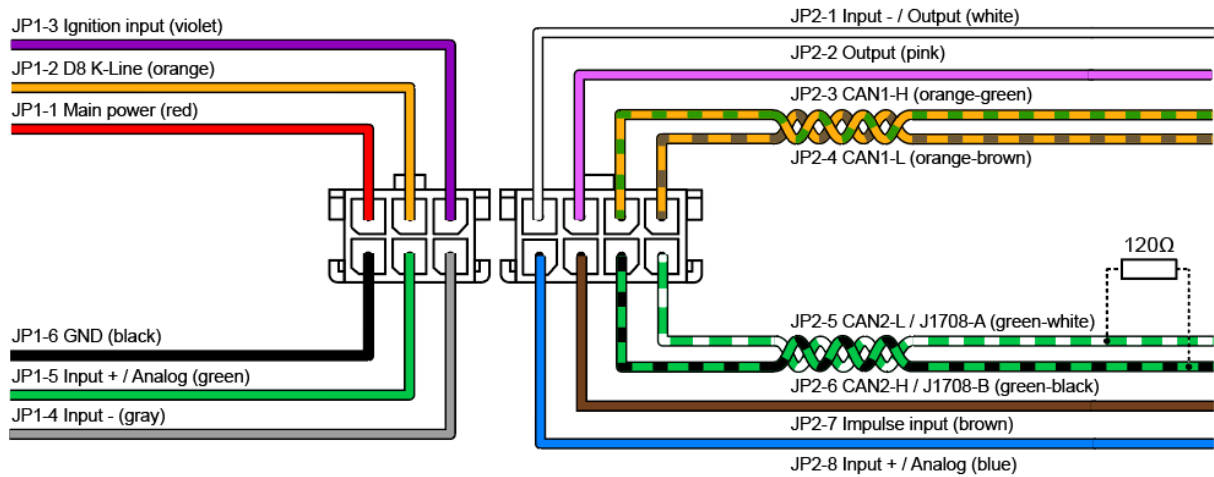 JP1-3 Ignition input (violet)
JP1-2 D8 K-Line (orange)
JP1-1 Main power (red)
JP1-6 GND (black)
JP1-5 Input + / Analog (green)
JP1-4 Input - (gray)
JP2-1 Input - / Output (white)
JP2-2 Output (pink)
JP2-3 CAN1-H (orange-green)
JP2-4 CAN1-L (orange-brown)
120Ω
JP2-5 CAN2-L / J1708-A (green-white)
JP2-6 CAN2-H / J1708-B (green-black)
JP2-7 Impulse input (brown)
JP2-8 Input + / Analog (blue)